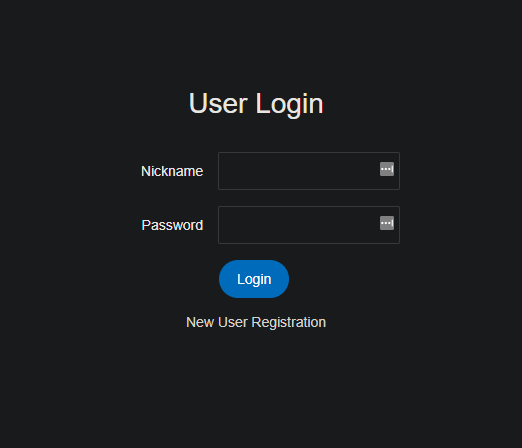 User Login
Nickname
Password
Login
New User Registration